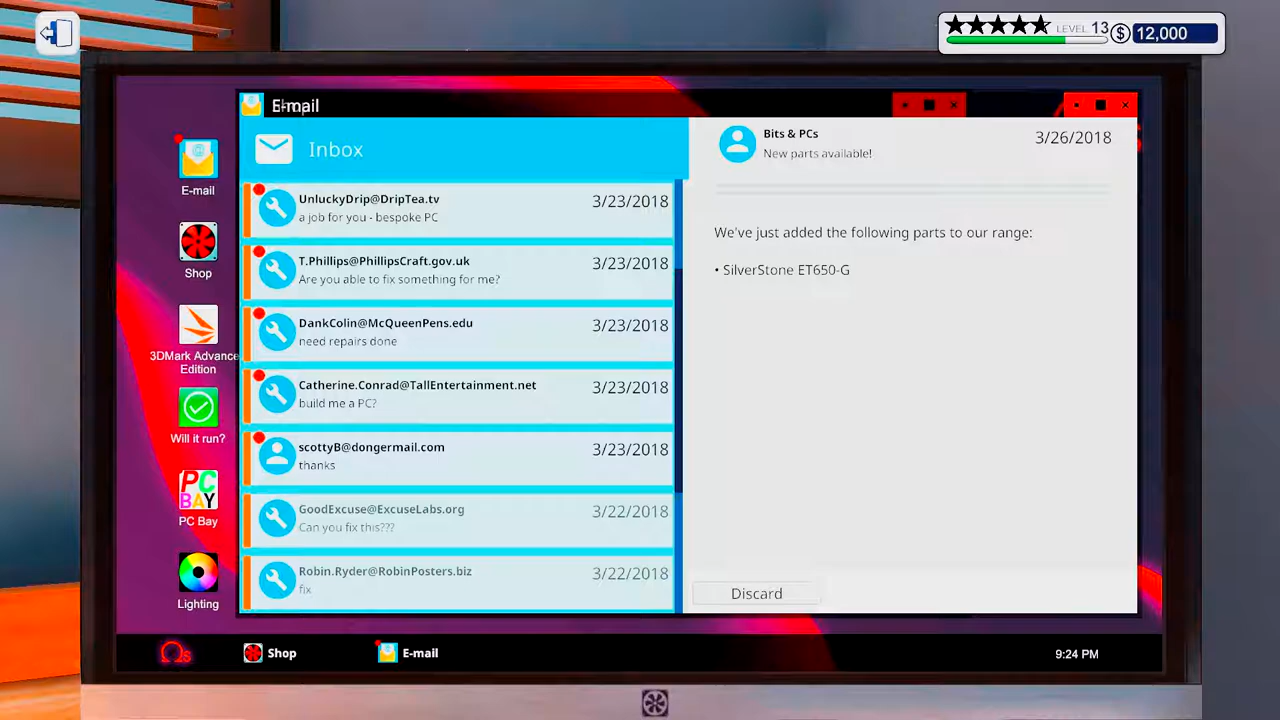 LEVEL 13
$ 12,000
E-mail
Inbox
UnluckyDrip@DripTea.tv
3/23/2018
a job for you - bespoke PC
T.Phillips@PhillipsCraft.gov.uk
3/23/2018
Are you able to fix something for me?
DankColin@McQueenPens.edu
3/23/2018
need repairs done
Catherine.Conrad@TallEntertainment.net
3/23/2018
build me a PC?
scottyB@dongermail.com
3/23/2018
thanks
GoodExcuse@ExcuseLabs.org
3/22/2018
Can you fix this???
Robin.Ryder@RobinPosters.biz
3/22/2018
fix
Bits & PCs
3/26/2018
New parts available!
We've just added the following parts to our range:
• SilverStone ET650-G
Discard
E-mail
Shop
3DMark Advance
Edition
Will it run?
PC
BAY
PC Bay
Lighting
Ωs
Shop
E-mail
9:24 PM